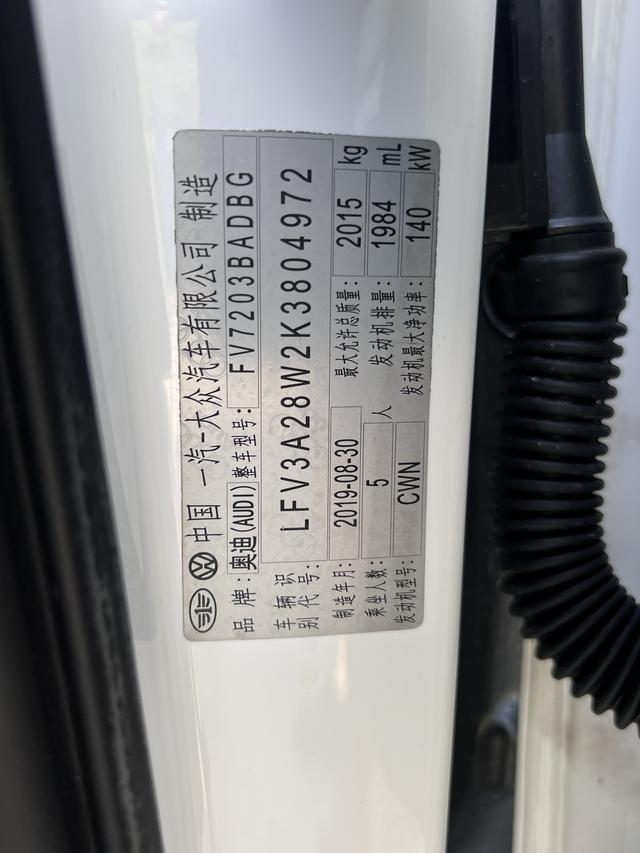 中国 一汽-大众汽车有限公司 制造
品牌: 奥迪(AUDI) 整车型号: FV7203BADBG
车辆识别代号: LFV3A28W2K3804972
制造年月: 2019-08-30 最大允许总质量: 2015 kg
乘坐人数: 5 人 发动机排量: 1984 mL
发动机型号: CWN 发动机最大净功率: 140 kW